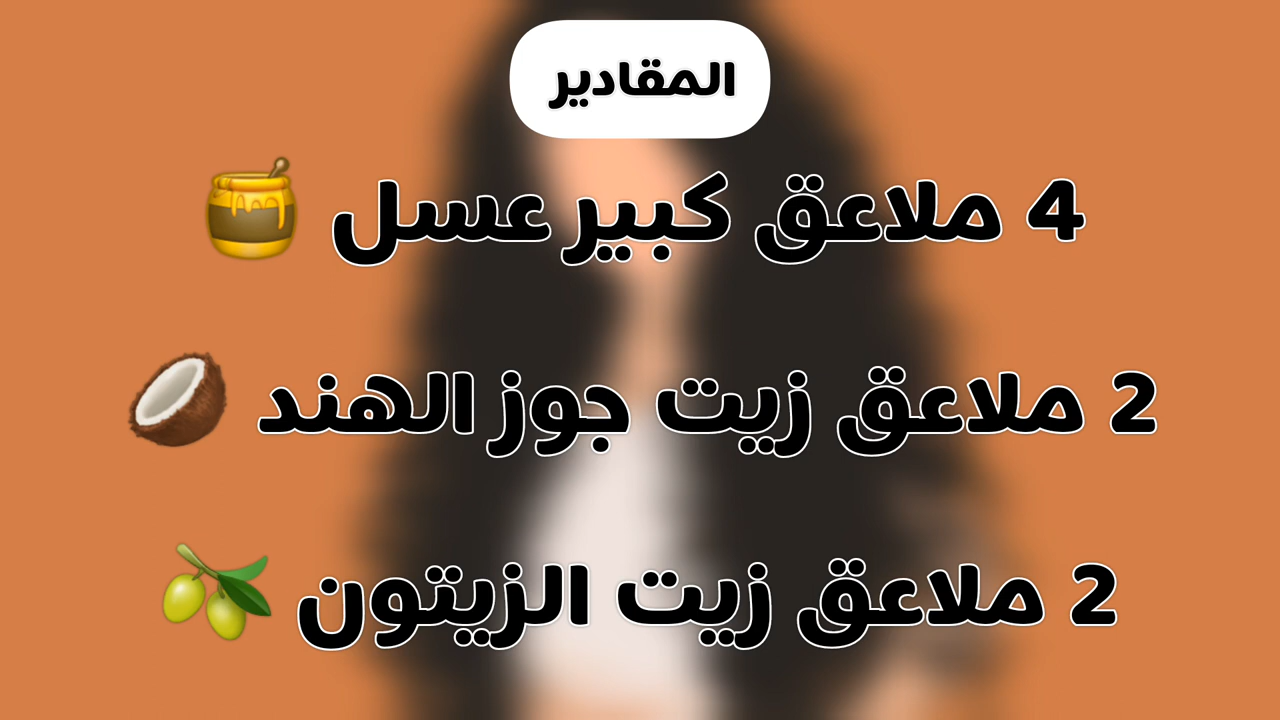 المقادير
4 ملاعق كبير عسل
2 ملاعق زيت جوز الهند
2 ملاعق زيت الزيتون